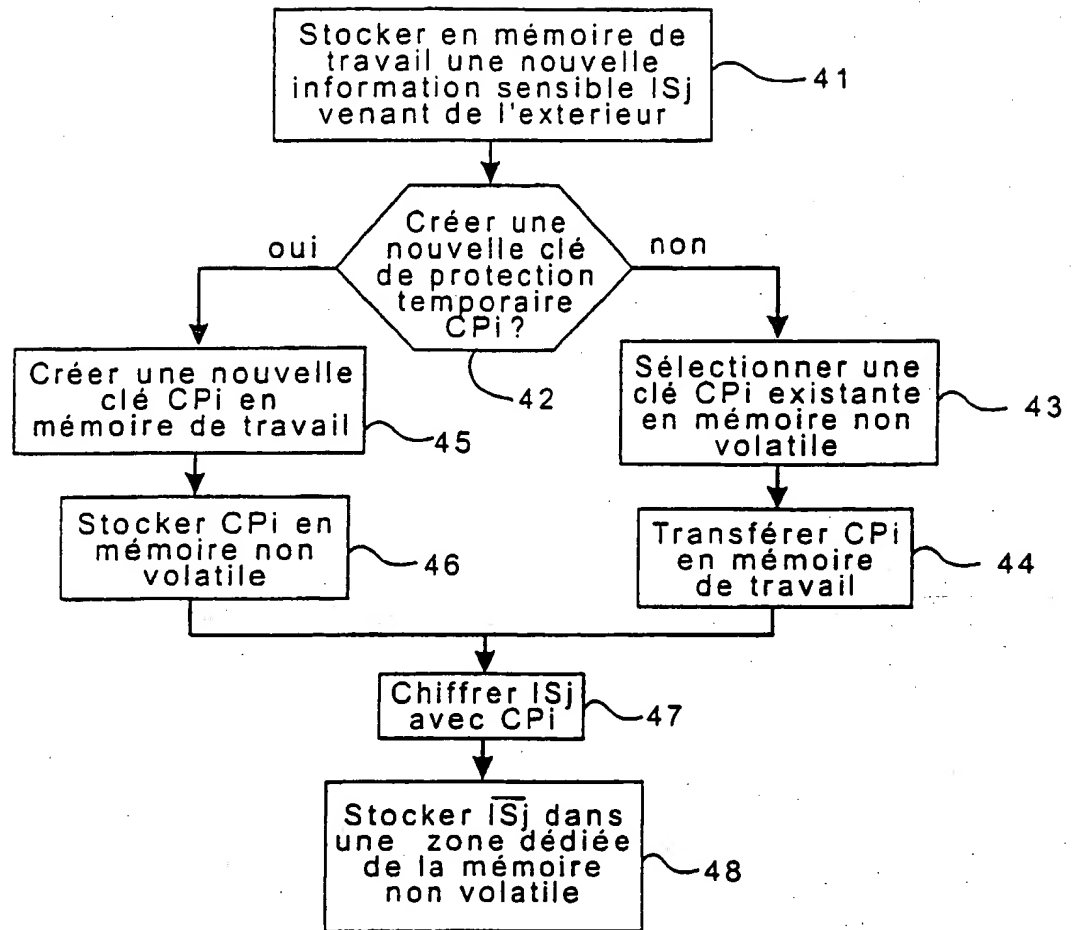 Stocker en mémoire de
travail une nouvelle
information sensible ISj
venant de l'exterieur
41
Créer une
nouvelle clé
de protection
temporaire
CPi?
oui
non
42
Créer une nouvelle
clé CPi en
mémoire de travail
45
Sélectionner une
clé CPi existante
en mémoire non
volatile
43
Stocker CPi en
mémoire non
volatile
46
Transférer CPi
en mémoire
de travail
44
Chiffrer ISj
avec CPi
47
Stocker I̅S̅j̅ dans
une zone dédiée
de la mémoire
non volatile
48